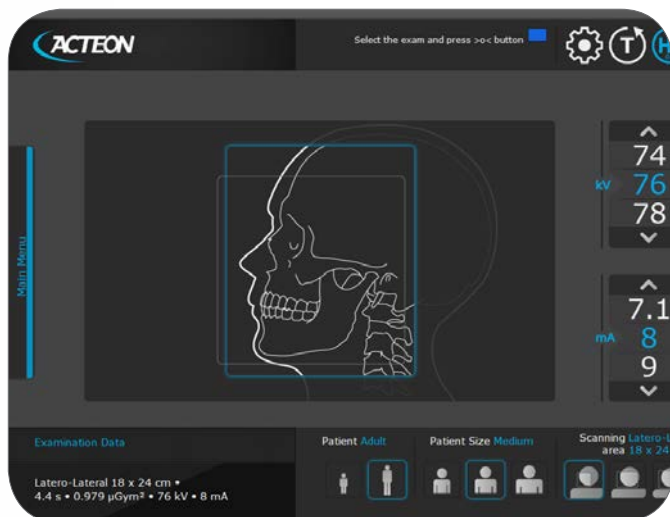 ACTEON
Select the exam and press >o< button
T
H
74
kV 76
78
Main Menu
7.1
mA 8
9
Examination Data
Latero-Lateral 18 x 24 cm •
4.4 s • 0.979 µGym² • 76 kV • 8 mA
Patient Adult
Patient Size Medium
Scanning Latero-L
area 18 x 24